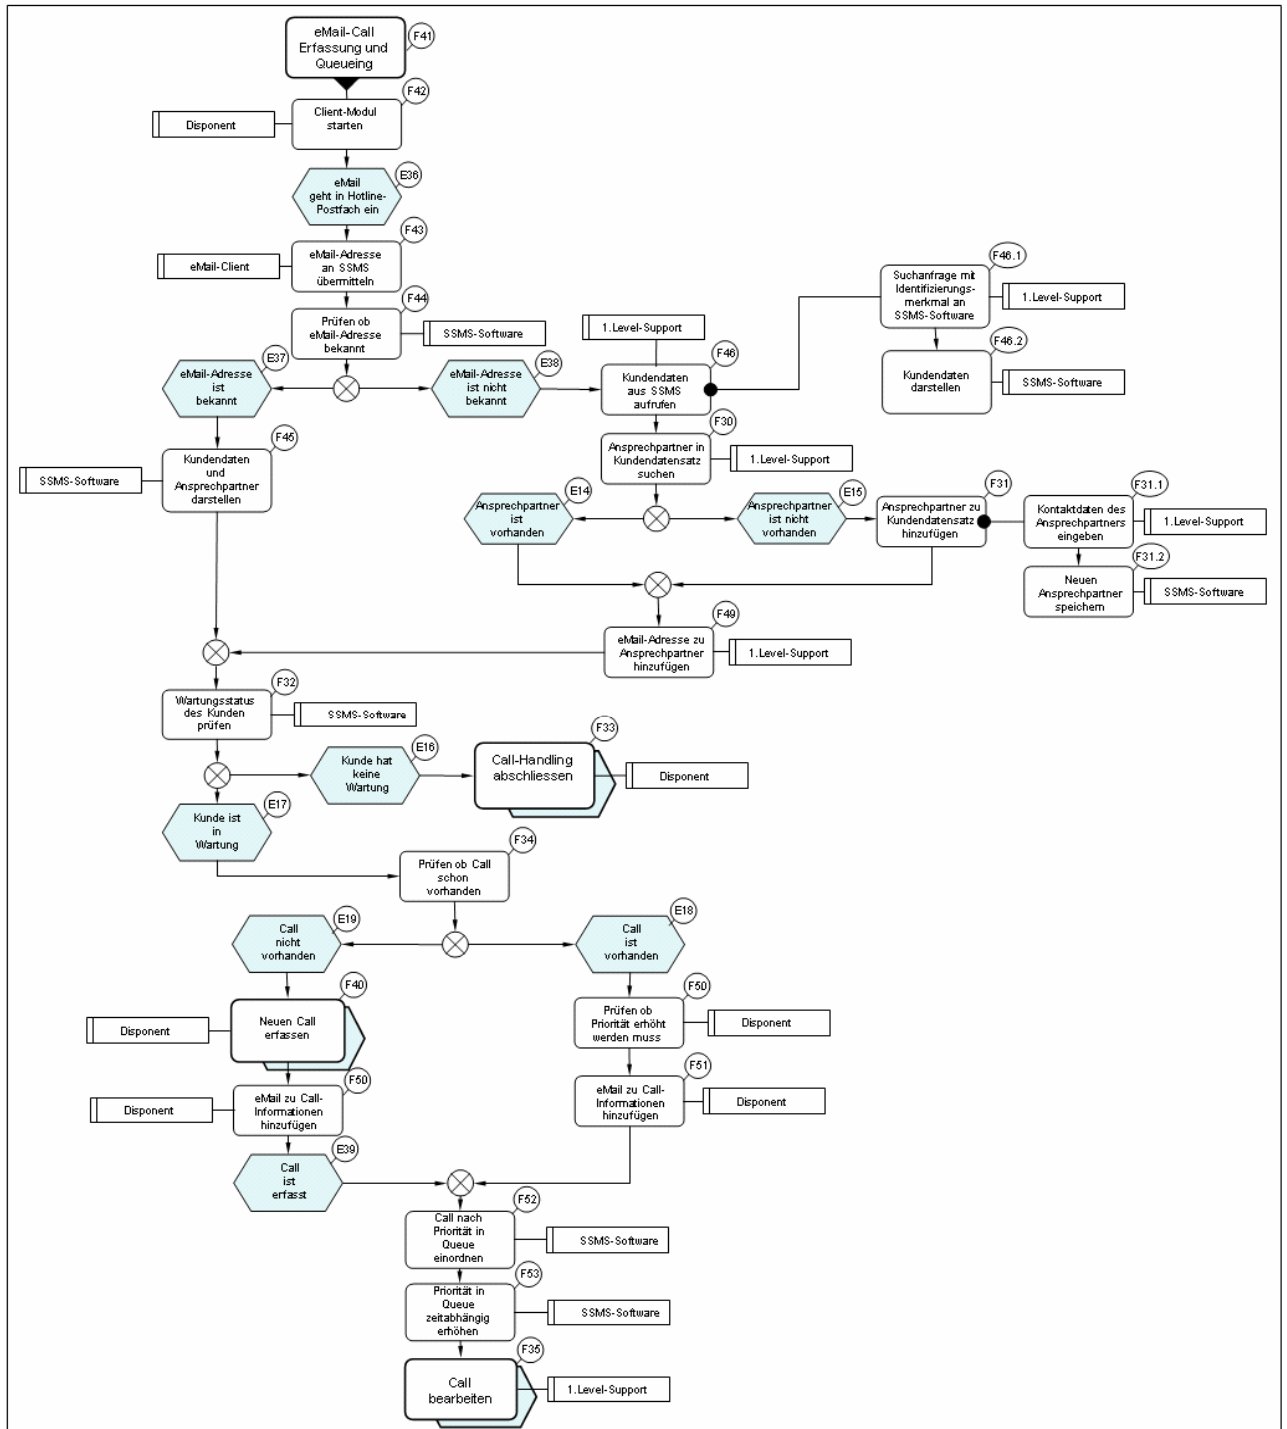 eMail-Call
Erfassung und
Queueing
F41
F42
Client-Modul
starten
Disponent
E36
eMail
geht in Hotline-
Postfach ein
F43
eMail-Adresse
an SSMS
übermitteln
eMail-Client
F44
Prüfen ob
eMail-Adresse
bekannt
SSMS-Software
E37
eMail-Adresse
ist
bekannt
E38
eMail-Adresse
ist nicht
bekannt
1.Level-Support
F46
Kundendaten
aus SSMS
aufrufen
F46.1
Suchanfrage mit
Identifizierungs-
merkmal an
SSMS-Software
1.Level-Support
F46.2
Kundendaten
darstellen
SSMS-Software
F45
Kundendaten
und
Ansprechpartner
darstellen
SSMS-Software
F30
Ansprechpartner in
Kundendatensatz
suchen
1.Level-Support
E14
Ansprechpartner
ist
vorhanden
E15
Ansprechpartner
ist nicht
vorhanden
F31
Ansprechpartner zu
Kundendatensatz
hinzufügen
F31.1
Kontaktdaten des
Ansprechpartners
eingeben
1.Level-Support
F31.2
Neuen
Ansprechpartner
speichern
SSMS-Software
F49
eMail-Adresse zu
Ansprechpartner
hinzufügen
1.Level-Support
F32
Wartungsstatus
des Kunden
prüfen
SSMS-Software
E16
Kunde hat
keine
Wartung
F33
Call-Handling
abschliessen
Disponent
E17
Kunde ist
in
Wartung
F34
Prüfen ob Call
schon
vorhanden
E19
Call
nicht
vorhanden
E18
Call
ist
vorhanden
F40
Neuen Call
erfassen
Disponent
F50
Prüfen ob
Priorität erhöht
werden muss
Disponent
F50
eMail zu Call-
Informationen
hinzufügen
Disponent
F51
eMail zu Call-
Informationen
hinzufügen
Disponent
E39
Call
ist
erfasst
F52
Call nach
Priorität in
Queue
einordnen
SSMS-Software
F53
Priorität in
Queue
zeitabhängig
erhöhen
SSMS-Software
F35
Call
bearbeiten
1.Level-Support